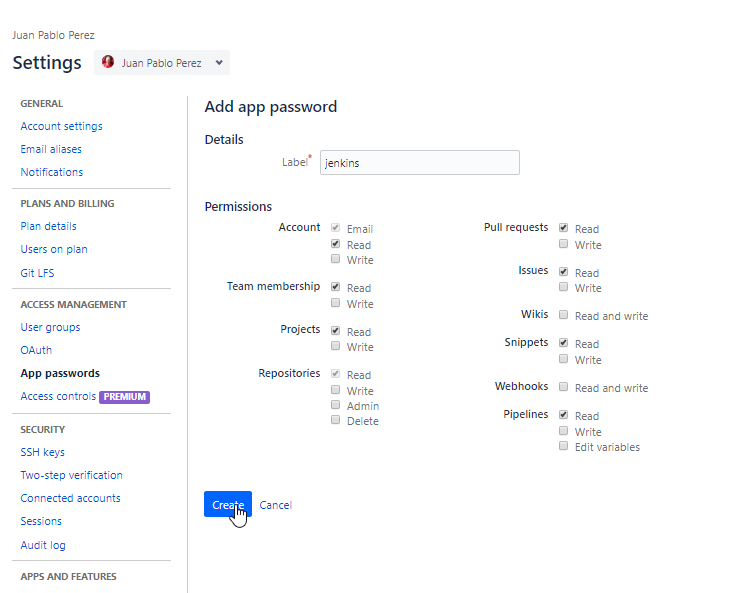 Juan Pablo Perez
Settings
Juan Pablo Perez
GENERAL
Account settings
Email aliases
Notifications
PLANS AND BILLING
Plan details
Users on plan
Git LFS
ACCESS MANAGEMENT
User groups
OAuth
App passwords
Access controls PREMIUM
SECURITY
SSH keys
Two-step verification
Connected accounts
Sessions
Audit log
APPS AND FEATURES
Add app password
Details
Label* jenkins
Permissions
Account Email
Read
Write
Team membership Read
Write
Projects Read
Write
Repositories Read
Write
Admin
Delete
Pull requests Read
Write
Issues Read
Write
Wikis Read and write
Snippets Read
Write
Webhooks Read and write
Pipelines Read
Write
Edit variables
Create Cancel